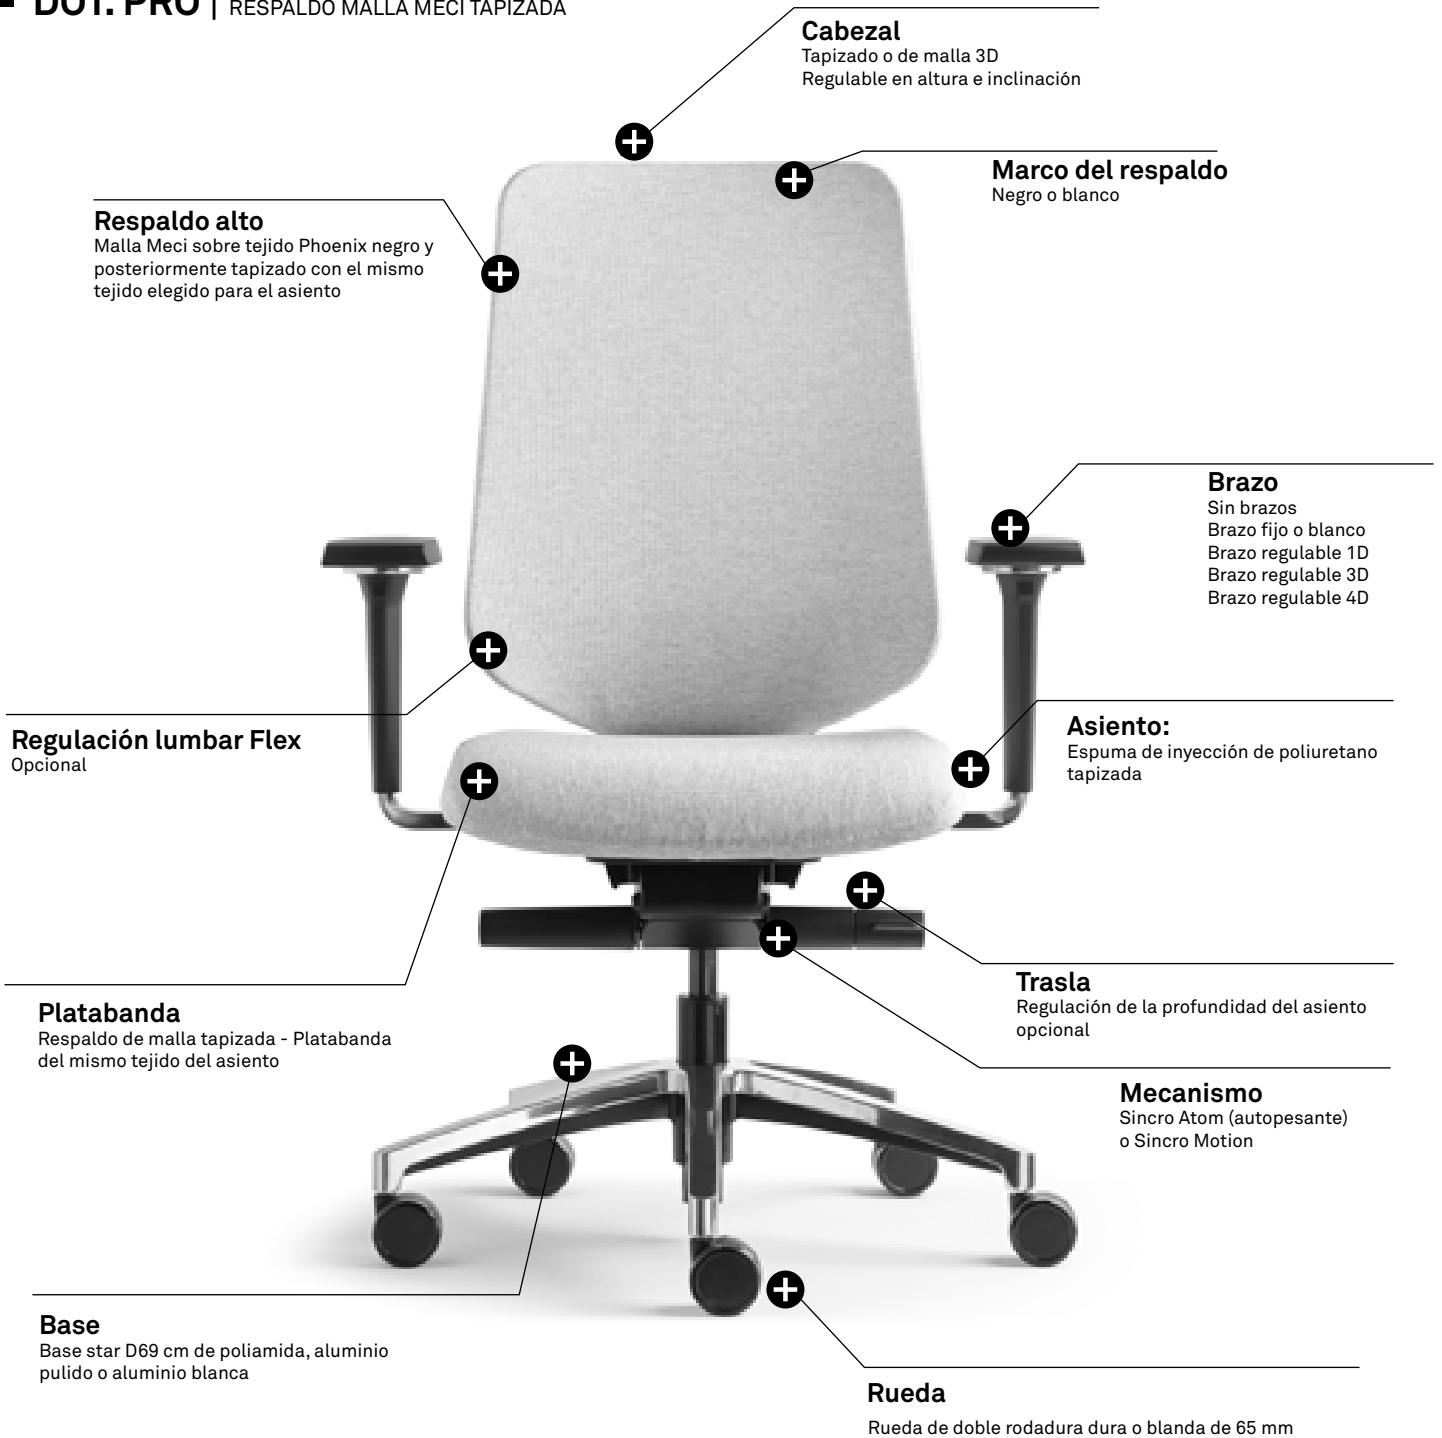 DOT. PRO | RESPALDO MALLA MECI TAPIZADA
Cabezal
Tapizado o de malla 3D
Regulable en altura e inclinación
Marco del respaldo
Negro o blanco
Respaldo alto
Malla Meci sobre tejido Phoenix negro y
posteriormente tapizado con el mismo
tejido elegido para el asiento
Brazo
Sin brazos
Brazo fijo o blanco
Brazo regulable 1D
Brazo regulable 3D
Brazo regulable 4D
Regulación lumbar Flex
Opcional
Asiento:
Espuma de inyección de poliuretano
tapizada
Platabanda
Respaldo de malla tapizada - Platabanda
del mismo tejido del asiento
Trasla
Regulación de la profundidad del asiento
opcional
Mecanismo
Sincro Atom (autopesante)
o Sincro Motion
Base
Base star D69 cm de poliamida, aluminio
pulido o aluminio blanca
Rueda
Rueda de doble rodadura dura o blanda de 65 mm